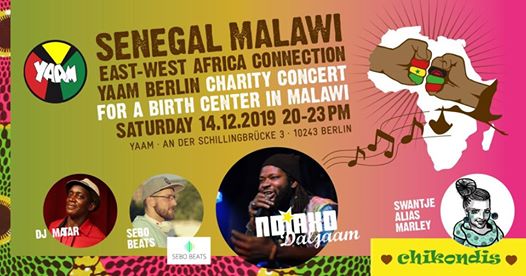 YAAM
SENEGAL MALAWI
EAST-WEST AFRICA CONNECTION
YAAM BERLIN CHARITY CONCERT
FOR A BIRTH CENTER IN MALAWI
SATURDAY 14.12.2019 20-23 PM
YAAM · AN DER SCHILLINGBRÜCKE 3 · 10243 BERLIN
DJ MATAR
SEBO
BEATS
SEBO.BEATS
NDIAXO
Daljaam
SWANTJE
ALIAS
MARLEY
chikondis